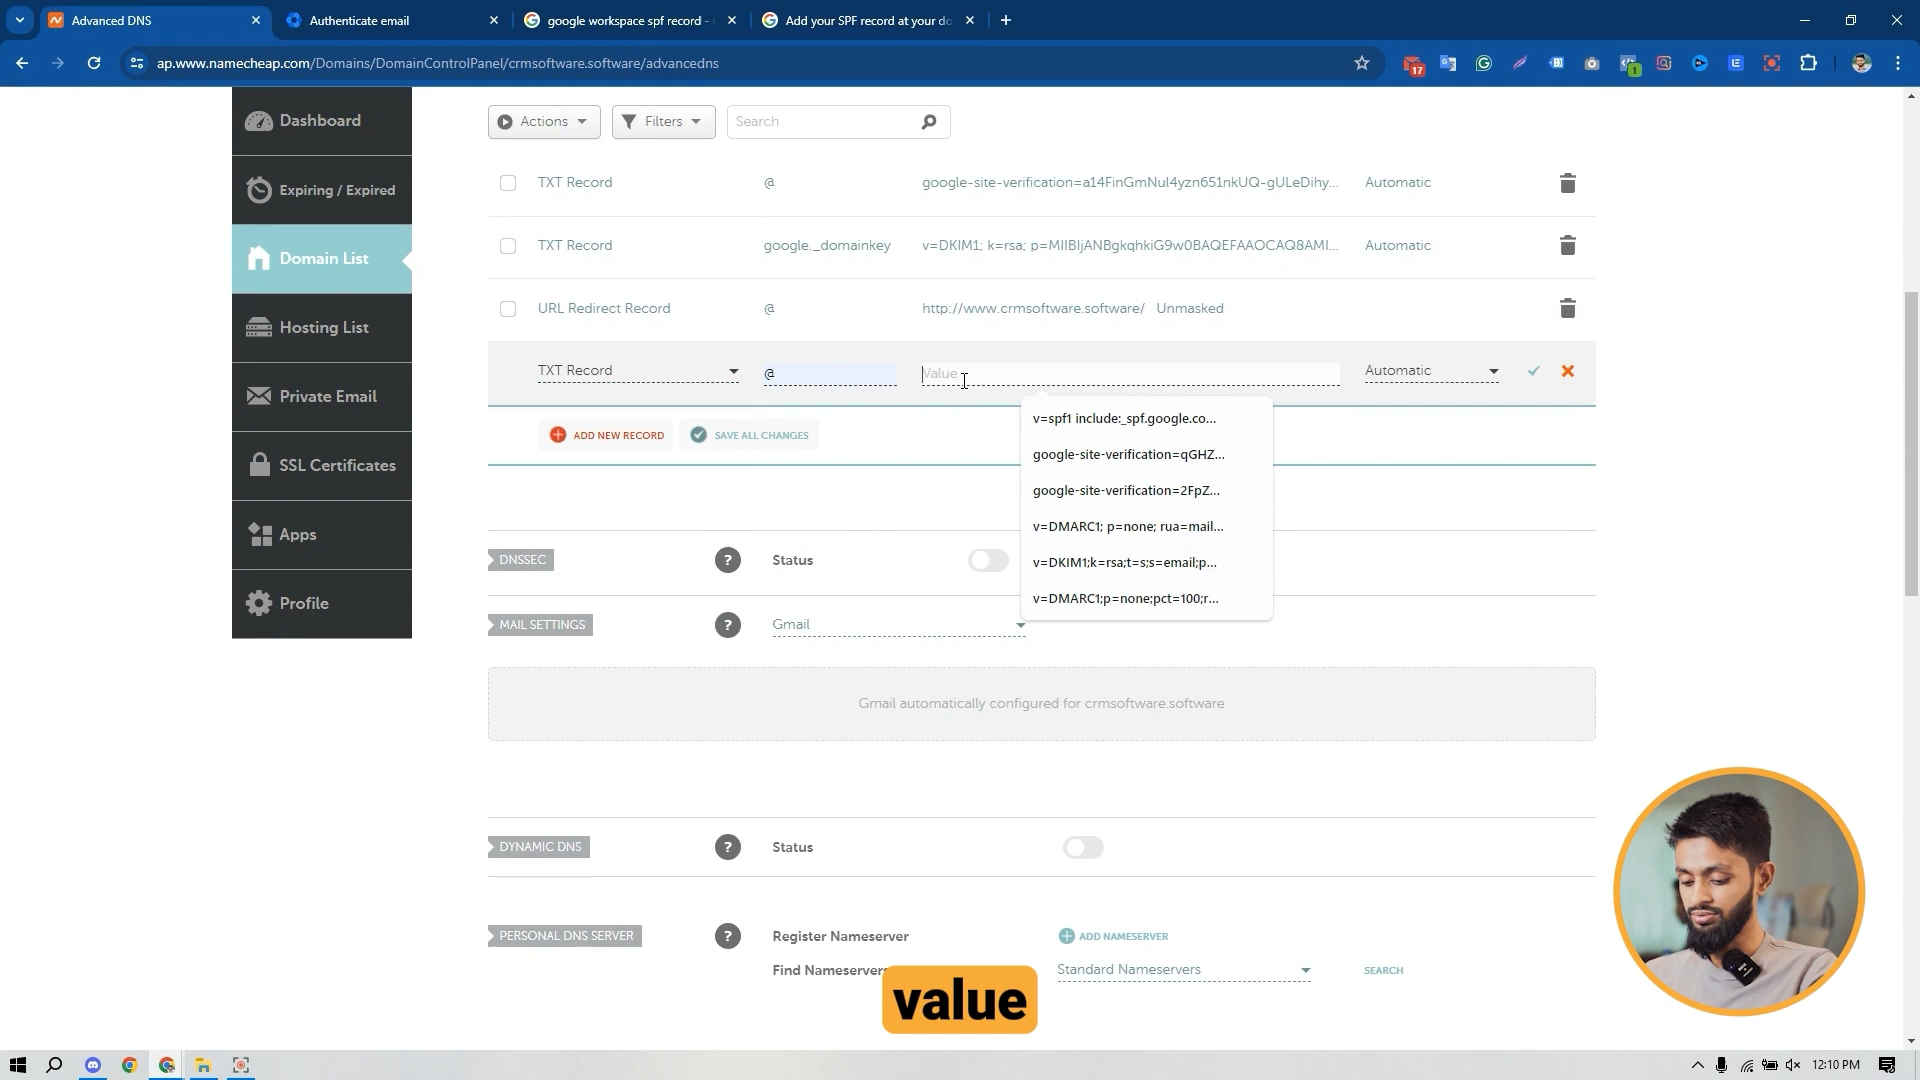 Advanced DNS
Authenticate email
google workspace spf record -
Add your SPF record at your do
ap.www.namecheap.com/Domains/DomainControlPanel/crmsoftware.software/advancedns
17
1
Dashboard
Expiring / Expired
Domain List
Hosting List
Private Email
SSL Certificates
Apps
Profile
Actions
Filters
Search
TXT Record @ google-site-verification=a14FinGmNul4yzn651nkUQ-gULeDihy... Automatic
TXT Record google._domainkey v=DKIM1; k=rsa; p=MIIBIjANBgkqhkiG9w0BAQEFAAOCAQ8AMI... Automatic
URL Redirect Record @ http://www.crmsoftware.software/ Unmasked
TXT Record @ Value Automatic
ADD NEW RECORD
SAVE ALL CHANGES
v=spf1 include:_spf.google.co...
google-site-verification=qGHZ...
google-site-verification=2FpZ...
v=DMARC1; p=none; rua=mail...
v=DKIM1;k=rsa;t=s;s=email;p...
v=DMARC1;p=none;pct=100;r...
DNSSEC ? Status
MAIL SETTINGS ? Gmail
Gmail automatically configured for crmsoftware.software
DYNAMIC DNS ? Status
PERSONAL DNS SERVER ? Register Nameserver ADD NAMESERVER
Find Nameservers Standard Nameservers SEARCH
value
12:10 PM